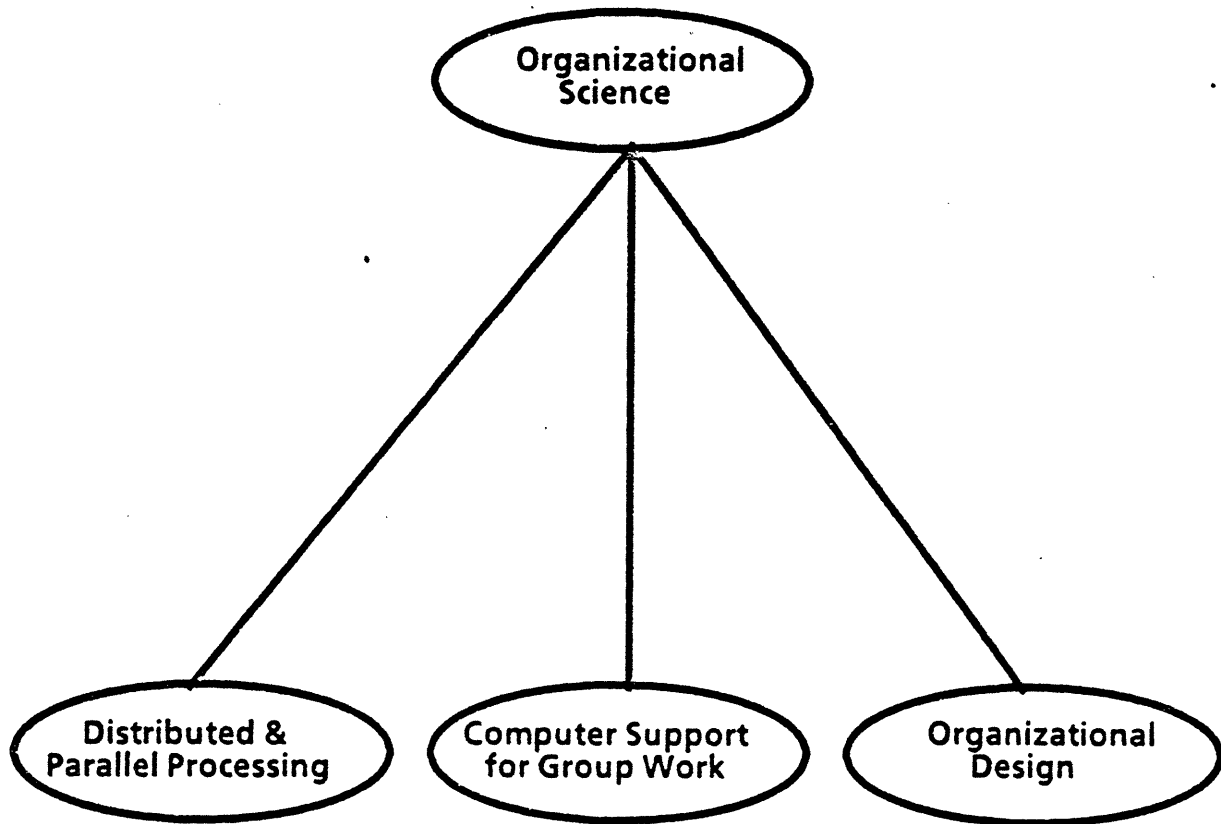 Organizational
Science
Distributed &
Parallel Processing
Computer Support
for Group Work
Organizational
Design